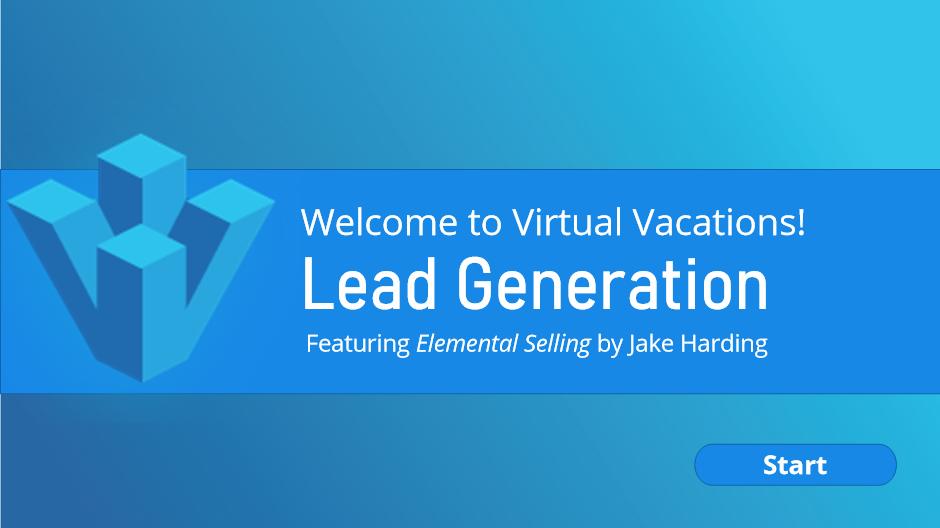 Welcome to Virtual Vacations!
Lead Generation
Featuring Elemental Selling by Jake Harding
Start